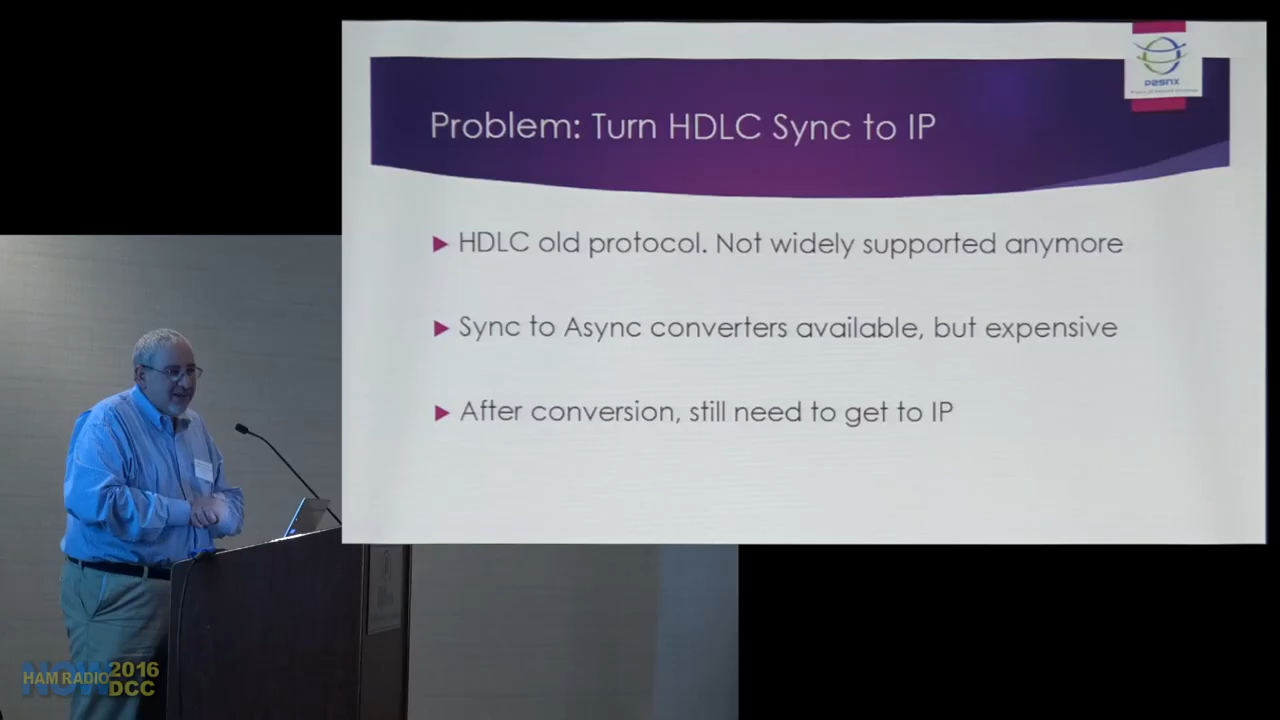 P25NX
Problem: Turn HDLC Sync to IP
HDLC old protocol. Not widely supported anymore
Sync to Async converters available, but expensive
After conversion, still need to get to IP
HAM RADIO NOW 2016 DCC